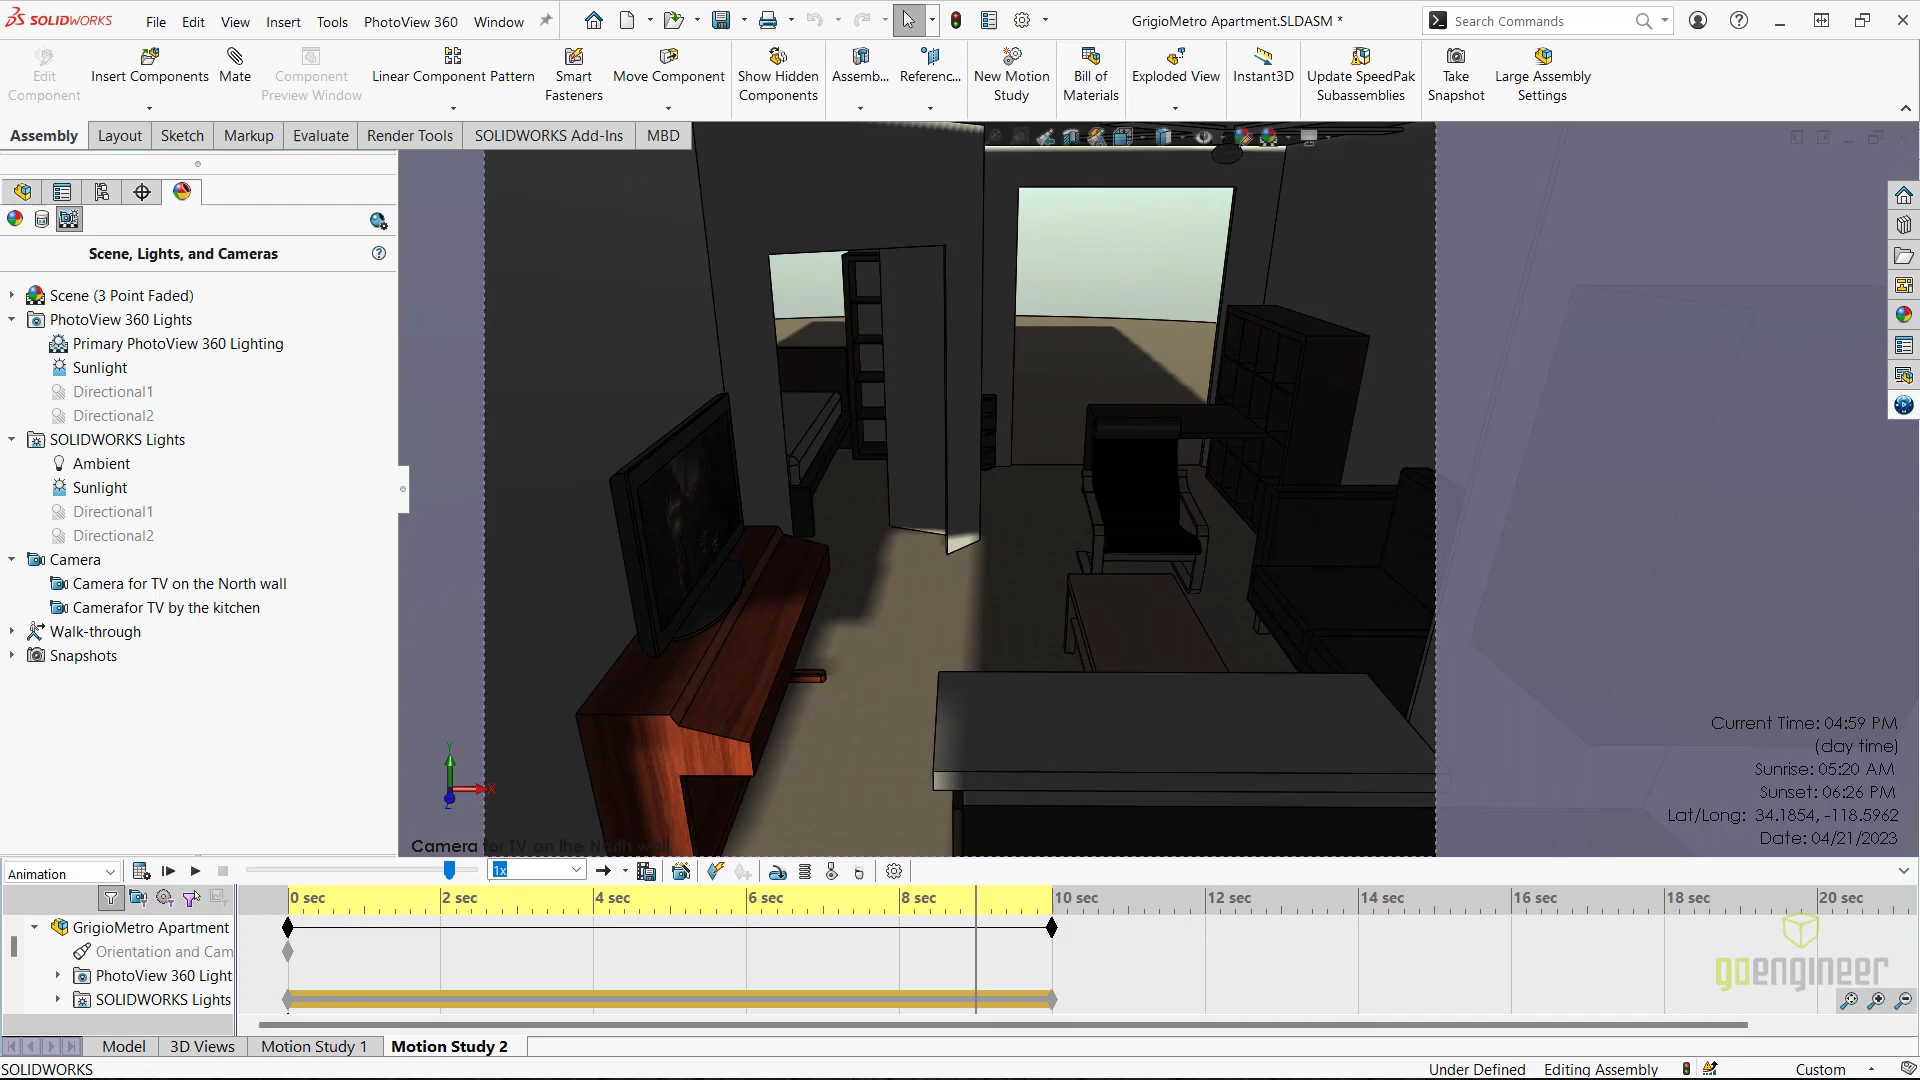 SOLIDWORKS File Edit View Insert Tools PhotoView 360 Window GrigioMetro Apartment.SLDASM * Search Commands
Edit Component
Insert Components
Mate
Component Preview Window
Linear Component Pattern
Smart Fasteners
Move Component
Show Hidden Components
Assemb...
Referenc...
New Motion Study
Bill of Materials
Exploded View
Instant3D
Update SpeedPak Subassemblies
Take Snapshot
Large Assembly Settings
Assembly Layout Sketch Markup Evaluate Render Tools SOLIDWORKS Add-Ins MBD
Scene, Lights, and Cameras
Scene (3 Point Faded)
PhotoView 360 Lights
Primary PhotoView 360 Lighting
Sunlight
Directional1
Directional2
SOLIDWORKS Lights
Ambient
Sunlight
Directional1
Directional2
Camera
Camera for TV on the North wall
Camerafor TV by the kitchen
Walk-through
Snapshots
Y
X
Z
Current Time: 04:59 PM
(day time)
Sunrise: 05:20 AM
Sunset: 06:26 PM
Lat/Long: 34.1854, -118.5962
Date: 04/21/2023
Camera for TV on the North wall
Animation 1x
0 sec 2 sec 4 sec 6 sec 8 sec 10 sec 12 sec 14 sec 16 sec 18 sec 20 sec
GrigioMetro Apartment
Orientation and Cam
PhotoView 360 Light
SOLIDWORKS Lights
goengineer
Model 3D Views Motion Study 1 Motion Study 2
SOLIDWORKS Under Defined Editing Assembly Custom